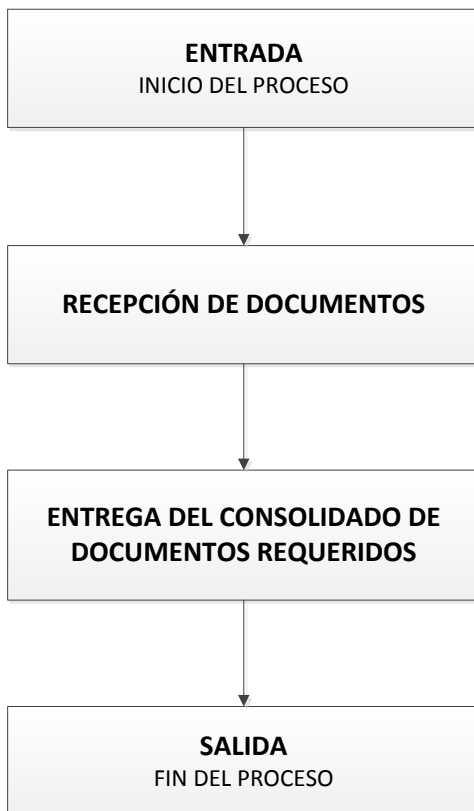 ENTRADA
INICIO DEL PROCESO
RECEPCIÓN DE DOCUMENTOS
ENTREGA DEL CONSOLIDADO DE
DOCUMENTOS REQUERIDOS
SALIDA
FIN DEL PROCESO